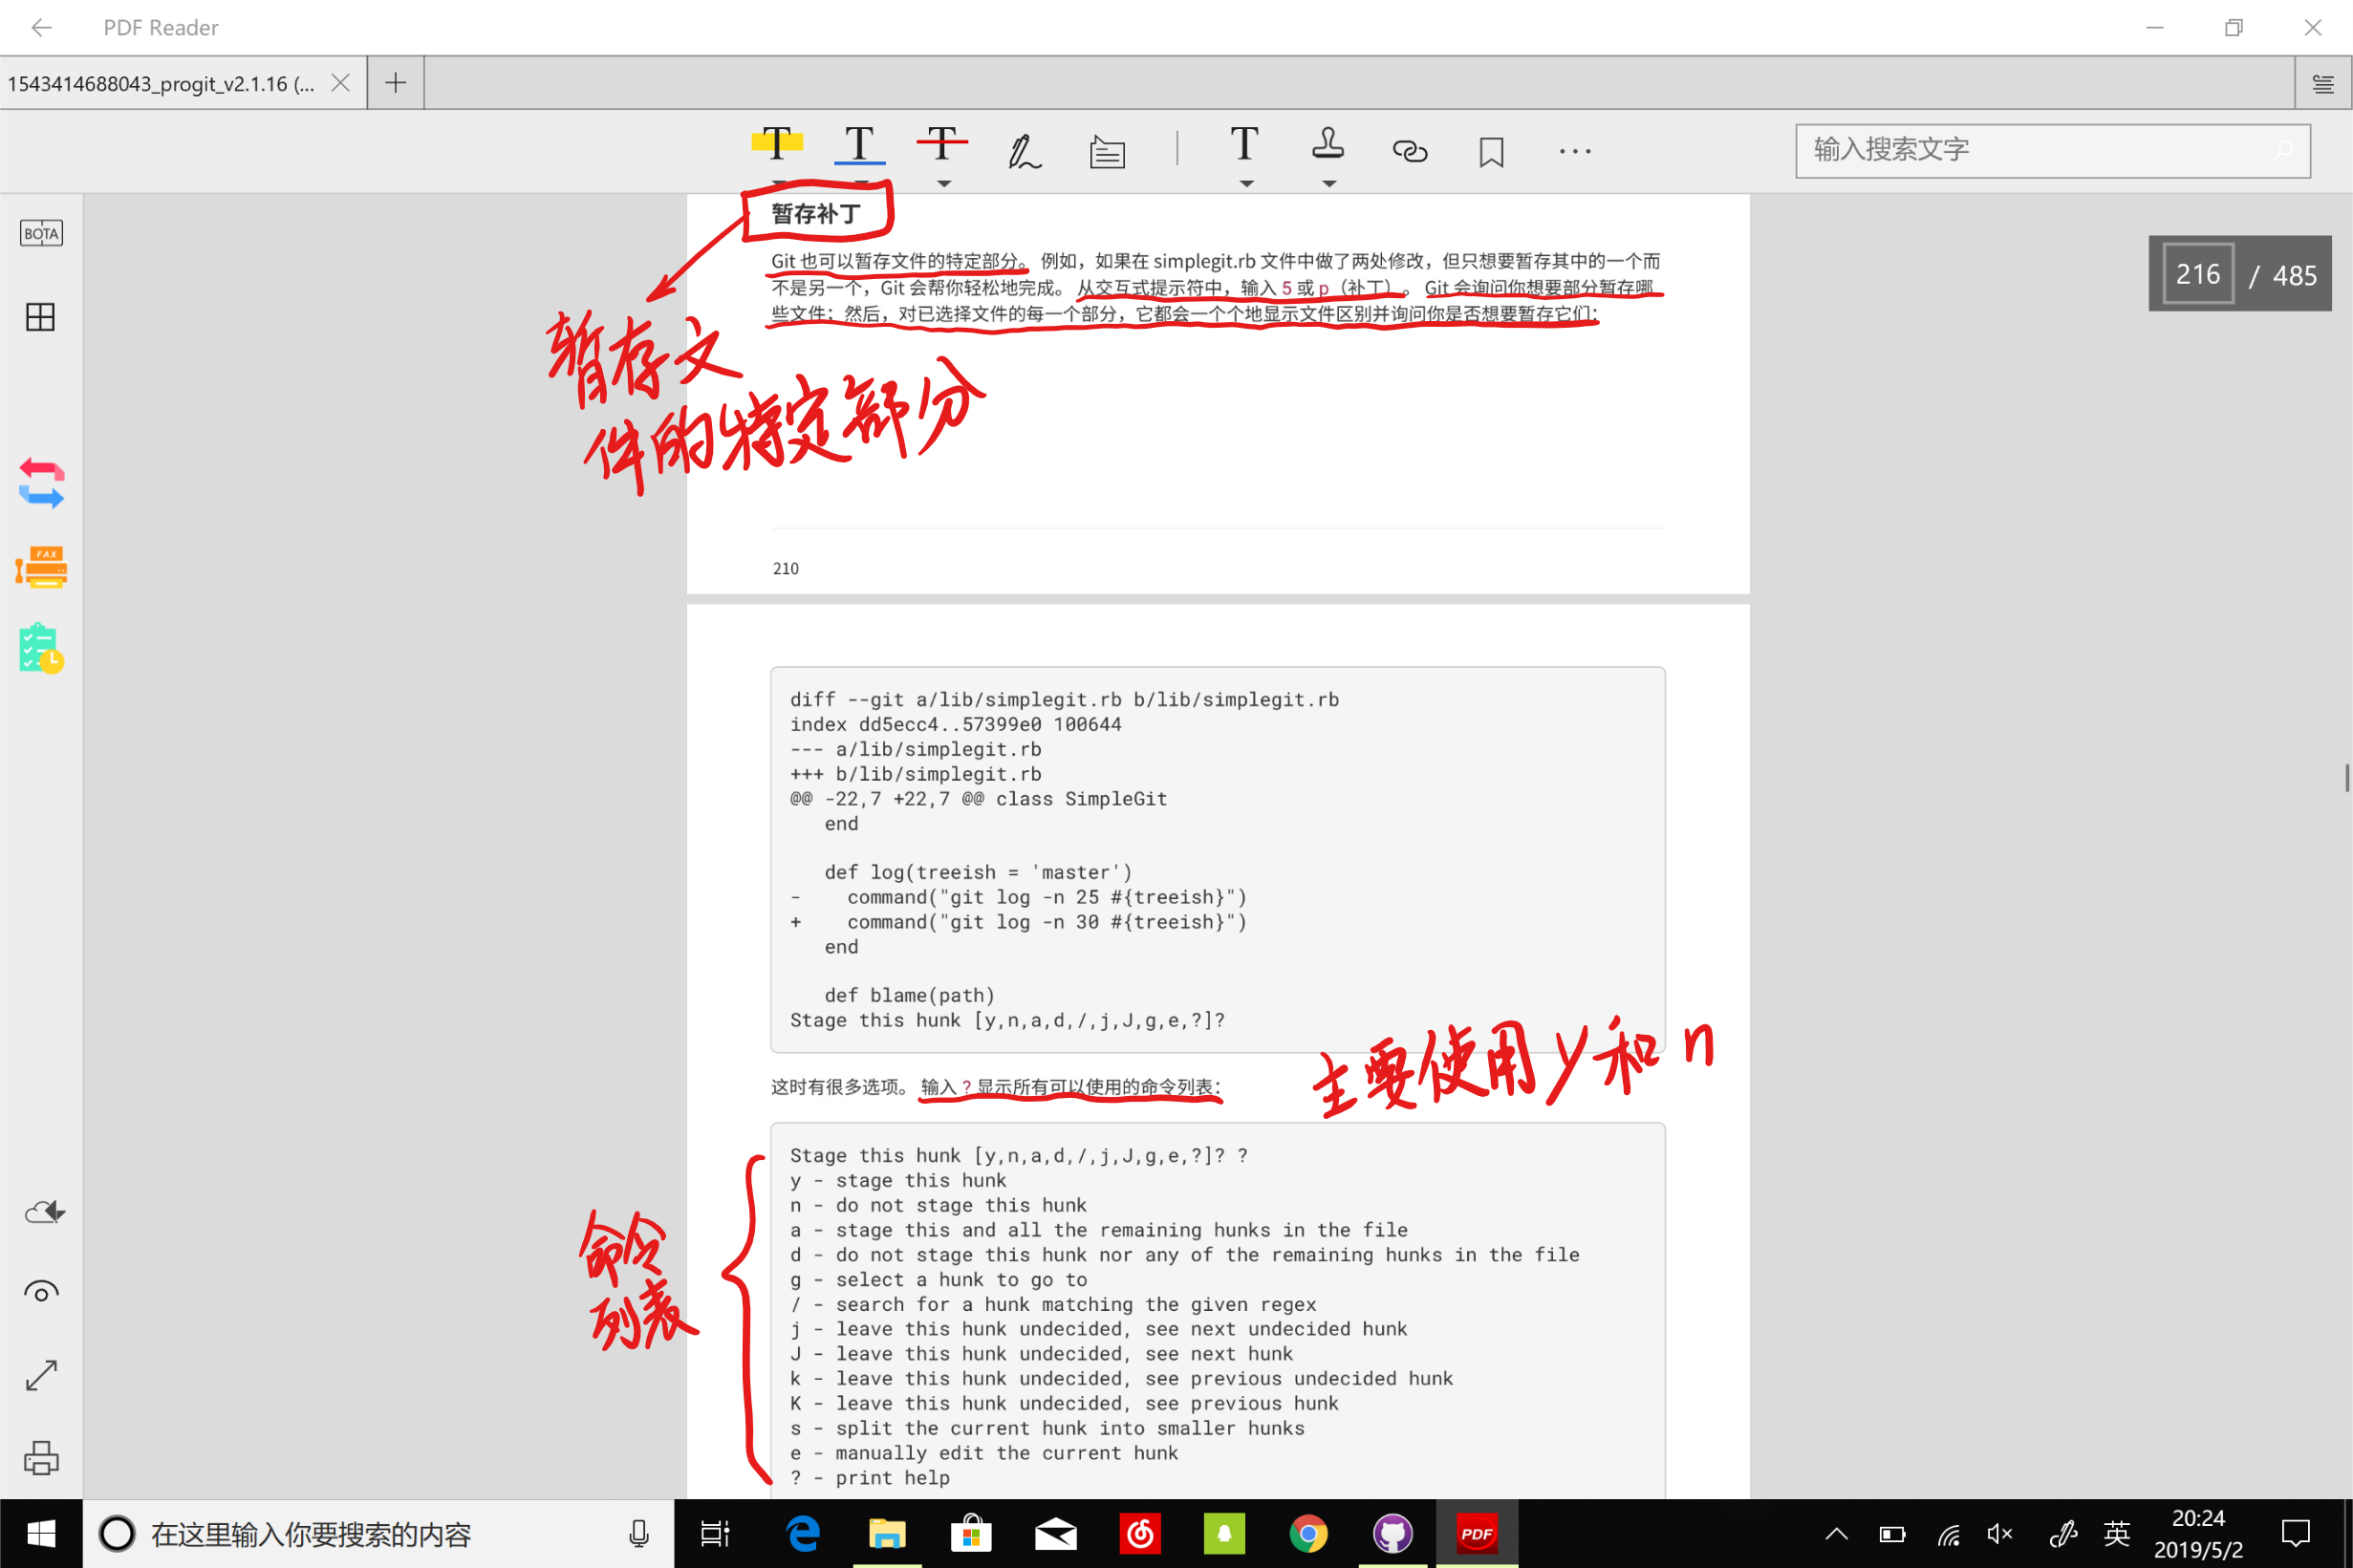 PDF Reader
1543414688043_progit_v2.1.16 (...
输入搜索文字
BOTA
FAX
216 / 485
暂存补丁
Git 也可以暂存文件的特定部分。 例如，如果在 simplegit.rb 文件中做了两处修改，但只想要暂存其中的一个而
不是另一个，Git 会帮你轻松地完成。 从交互式提示符中，输入 5 或 p（补丁）。 Git 会询问你想要部分暂存哪
些文件；然后，对已选择文件的每一个部分，它都会一个个地显示文件区别并询问你是否想要暂存它们：
暂存文
件的特定部分
210
diff --git a/lib/simplegit.rb b/lib/simplegit.rb
index dd5ecc4..57399e0 100644
--- a/lib/simplegit.rb
+++ b/lib/simplegit.rb
@@ -22,7 +22,7 @@ class SimpleGit
   end
   def log(treeish = 'master')
-    command("git log -n 25 #{treeish}")
+    command("git log -n 30 #{treeish}")
   end
   def blame(path)
Stage this hunk [y,n,a,d,/,j,J,g,e,?]?
主要使用y和n
这时有很多选项。 输入 ? 显示所有可以使用的命令列表：
命令
列表
Stage this hunk [y,n,a,d,/,j,J,g,e,?]? ?
y - stage this hunk
n - do not stage this hunk
a - stage this and all the remaining hunks in the file
d - do not stage this hunk nor any of the remaining hunks in the file
g - select a hunk to go to
/ - search for a hunk matching the given regex
j - leave this hunk undecided, see next undecided hunk
J - leave this hunk undecided, see next hunk
k - leave this hunk undecided, see previous undecided hunk
K - leave this hunk undecided, see previous hunk
s - split the current hunk into smaller hunks
e - manually edit the current hunk
? - print help
在这里输入你要搜索的内容
PDF
英
20:24
2019/5/2